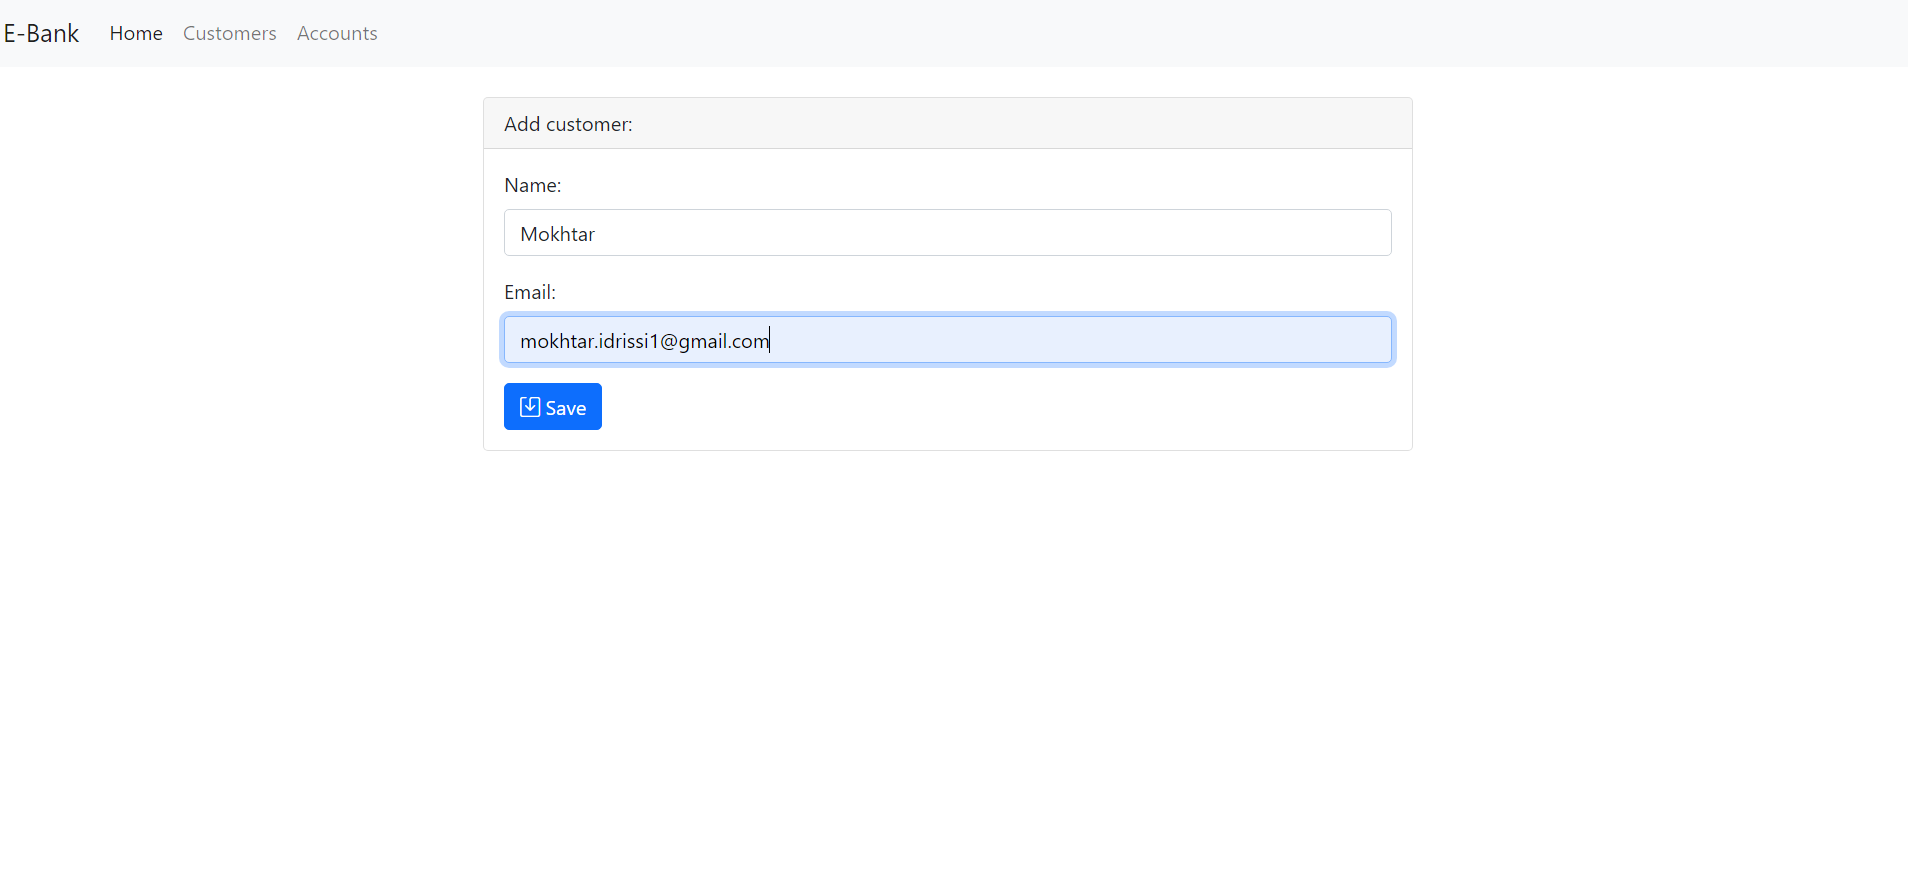 E-Bank Home Customers Accounts
Add customer:
Name:
Mokhtar
Email:
mokhtar.idrissi1@gmail.com
Save